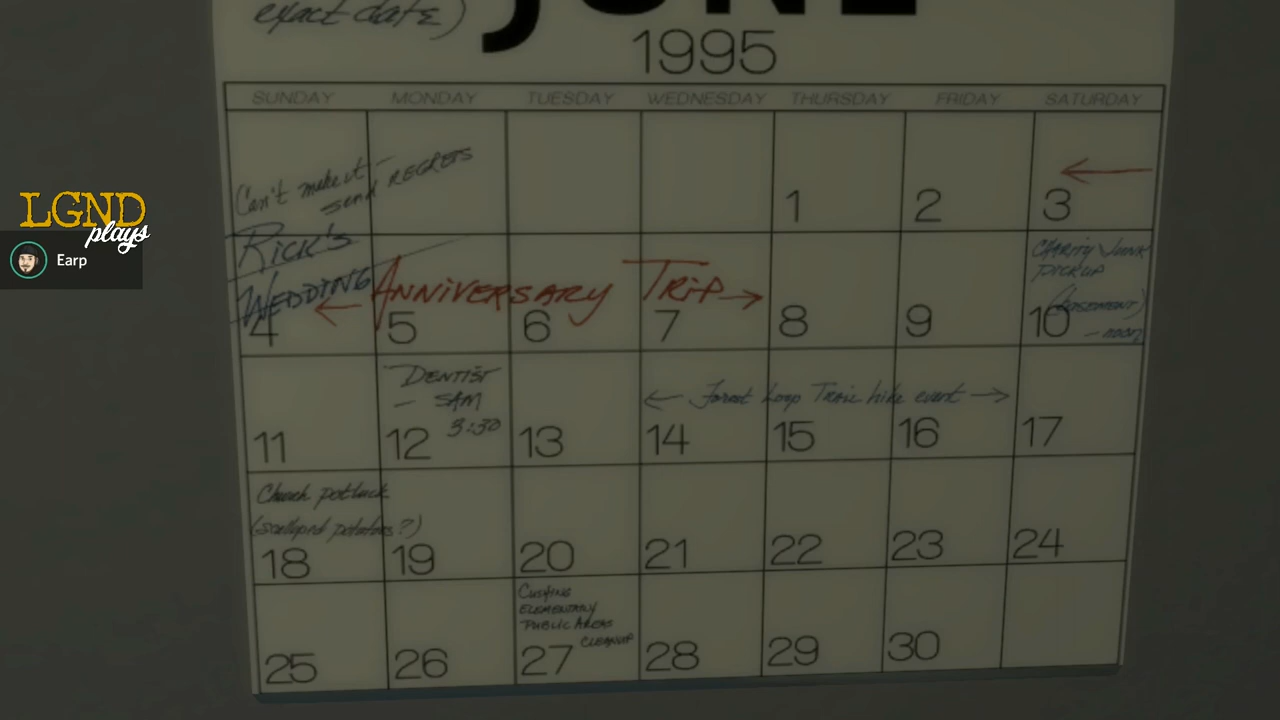 exact date)
JUNE
1995
SUNDAY MONDAY TUESDAY WEDNESDAY THURSDAY FRIDAY SATURDAY
Can't make it -
send REGRETS
1 2 3
RICK'S
WEDDING
ANNIVERSARY TRIP
CHARITY JUNK
PICKUP
(BASEMENT)
- noon
4 5 6 7 8 9 10
DENTIST
- SAM
3:30
Forest Loop Trail hike event
11 12 13 14 15 16 17
Church potluck
(scalloped potatoes?)
18 19 20 21 22 23 24
CUSHING
ELEMENTARY
PUBLIC AREAS
CLEANUP
25 26 27 28 29 30
LGND
plays
Earp